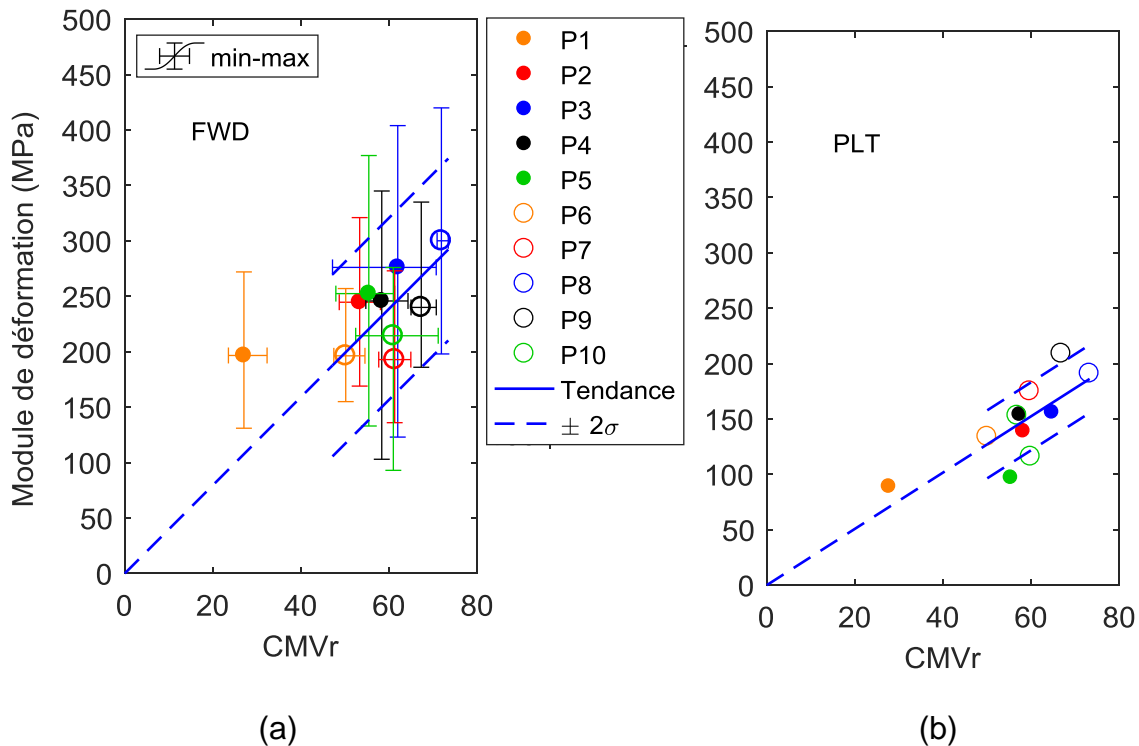 500
450
400
350
300
250
200
150
100
50
0
Module de déformation (MPa)
min-max
FWD
0
20
40
60
80
CMVr
(a)
P1
P2
P3
P4
P5
P6
P7
P8
P9
P10
Tendance
± 2σ
500
450
400
350
300
250
200
150
100
50
0
PLT
0
20
40
60
80
CMVr
(b)